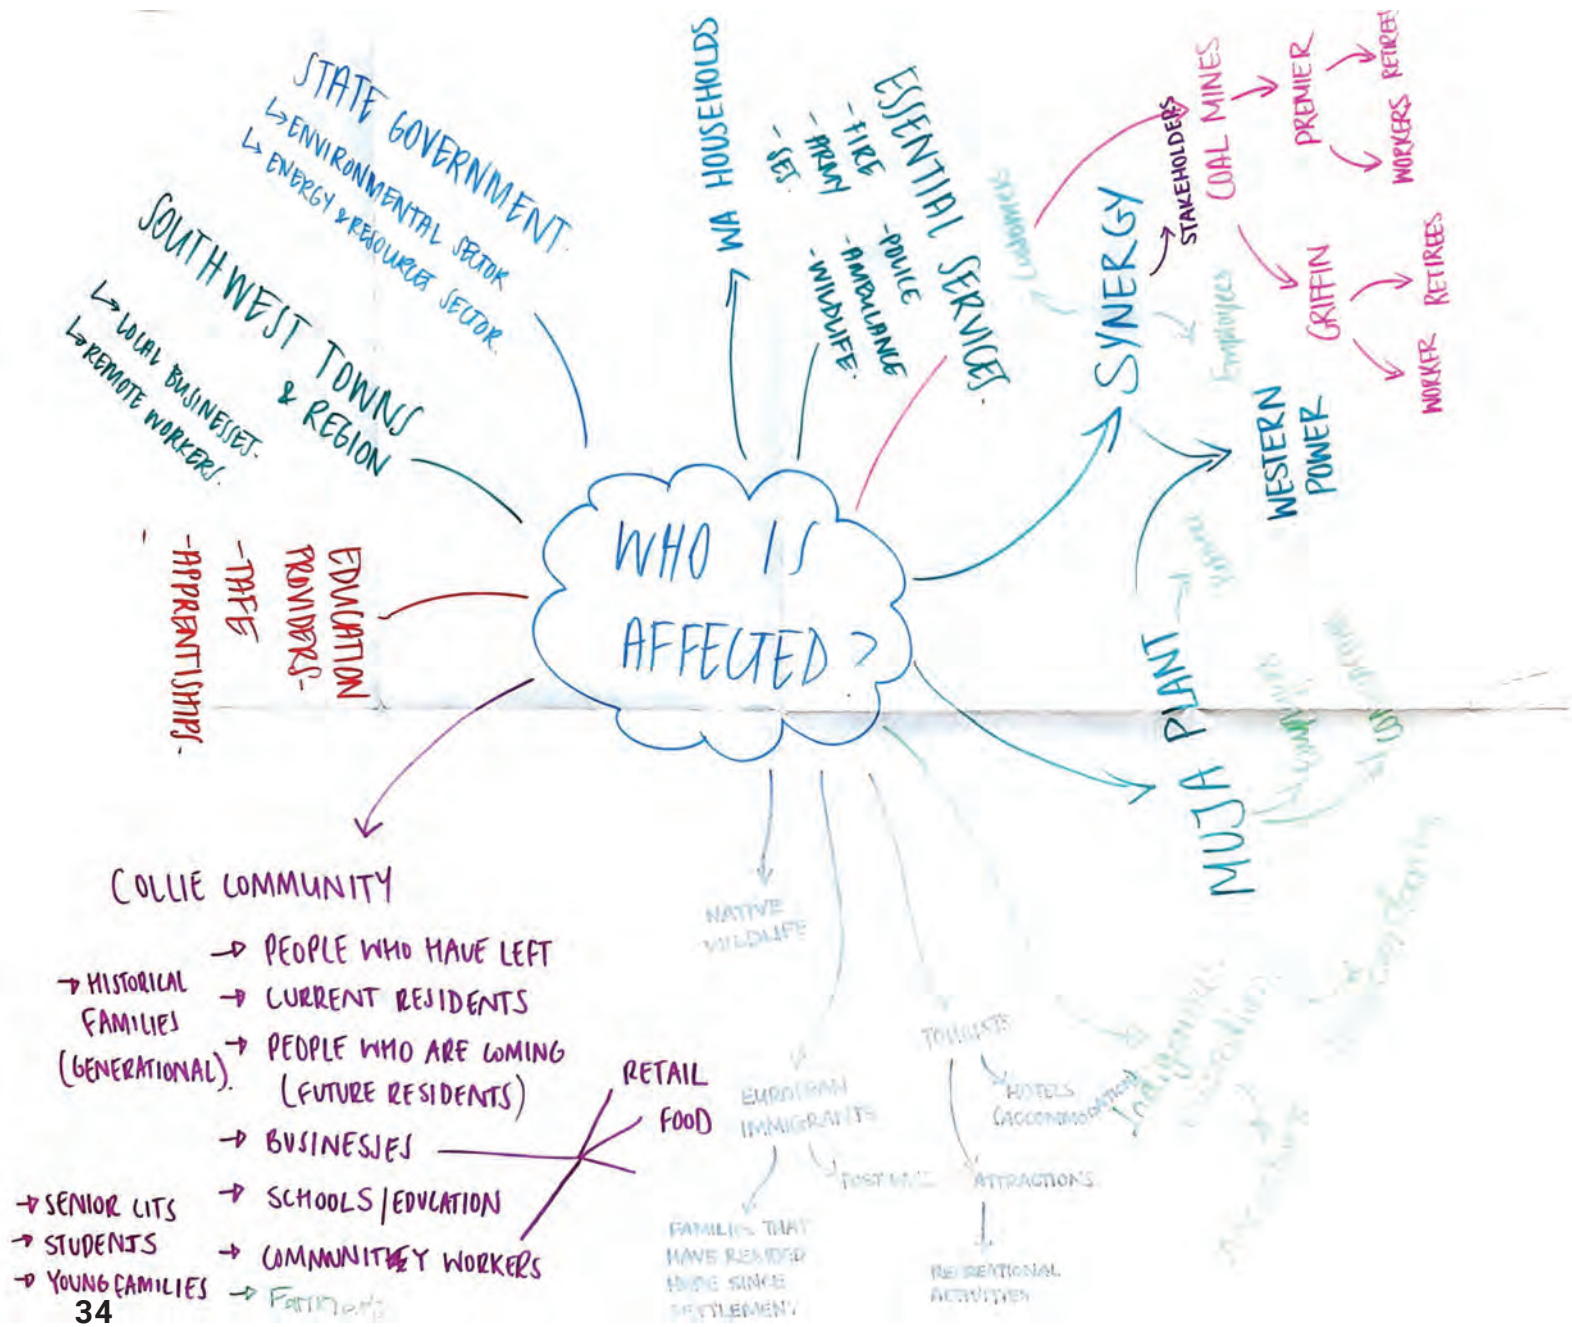 WHO IS
AFFECTED?
STATE GOVERNMENT.
↳ ENVIRONMENTAL SECTOR
↳ ENERGY & RESOURCES SECTOR.
SOUTHWEST TOWNS
& REGION
↳ LOCAL BUSINESSES.
↳ REMOTE WORKERS.
EDUCATION
PROVIDERS-
-TAFE
-APPRENTISHIPS.
WA HOUSEHOLDS
ESSENTIAL SERVICES.
-FIRE
-ARMY
-SES.
-POLICE
-AMBULANCE
-WILDLIFE.
SYNERGY
Customers
Employees
STAKEHOLDERS
COAL MINES
PREMIER
RETIREES
WORKERS
GRIFFIN
RETIREES
WORKER
WESTERN
POWER
MUJA PLANT
COLLIE COMMUNITY
→ PEOPLE WHO HAVE LEFT
→ HISTORICAL
FAMILIES
(GENERATIONAL).
→ CURRENT RESIDENTS
→ PEOPLE WHO ARE COMING
(FUTURE RESIDENTS)
→ BUSINESSES
RETAIL
FOOD
→ SCHOOLS/EDUCATION
→ COMMUNITY WORKERS
→ SENIOR CITS
→ STUDENTS
→ YOUNG FAMILIES
NATIVE
WILDLIFE
EUROPEAN
IMMIGRANTS
FAMILIES THAT
HAVE RESIDED
HERE SINCE
SETTLEMENT
TOURISTS
HOTELS
(ACCOMMODATION)
ATTRACTIONS
RECREATIONAL
ACTIVITIES
Indigenous
34